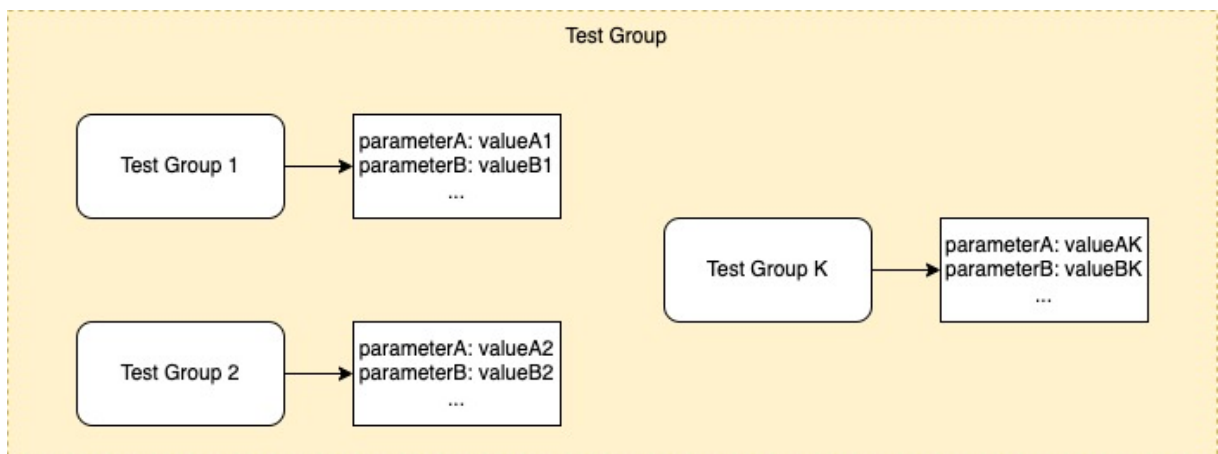 Test Group
Test Group 1
parameterA: valueA1
parameterB: valueB1
...
Test Group 2
parameterA: valueA2
parameterB: valueB2
...
Test Group K
parameterA: valueAK
parameterB: valueBK
...